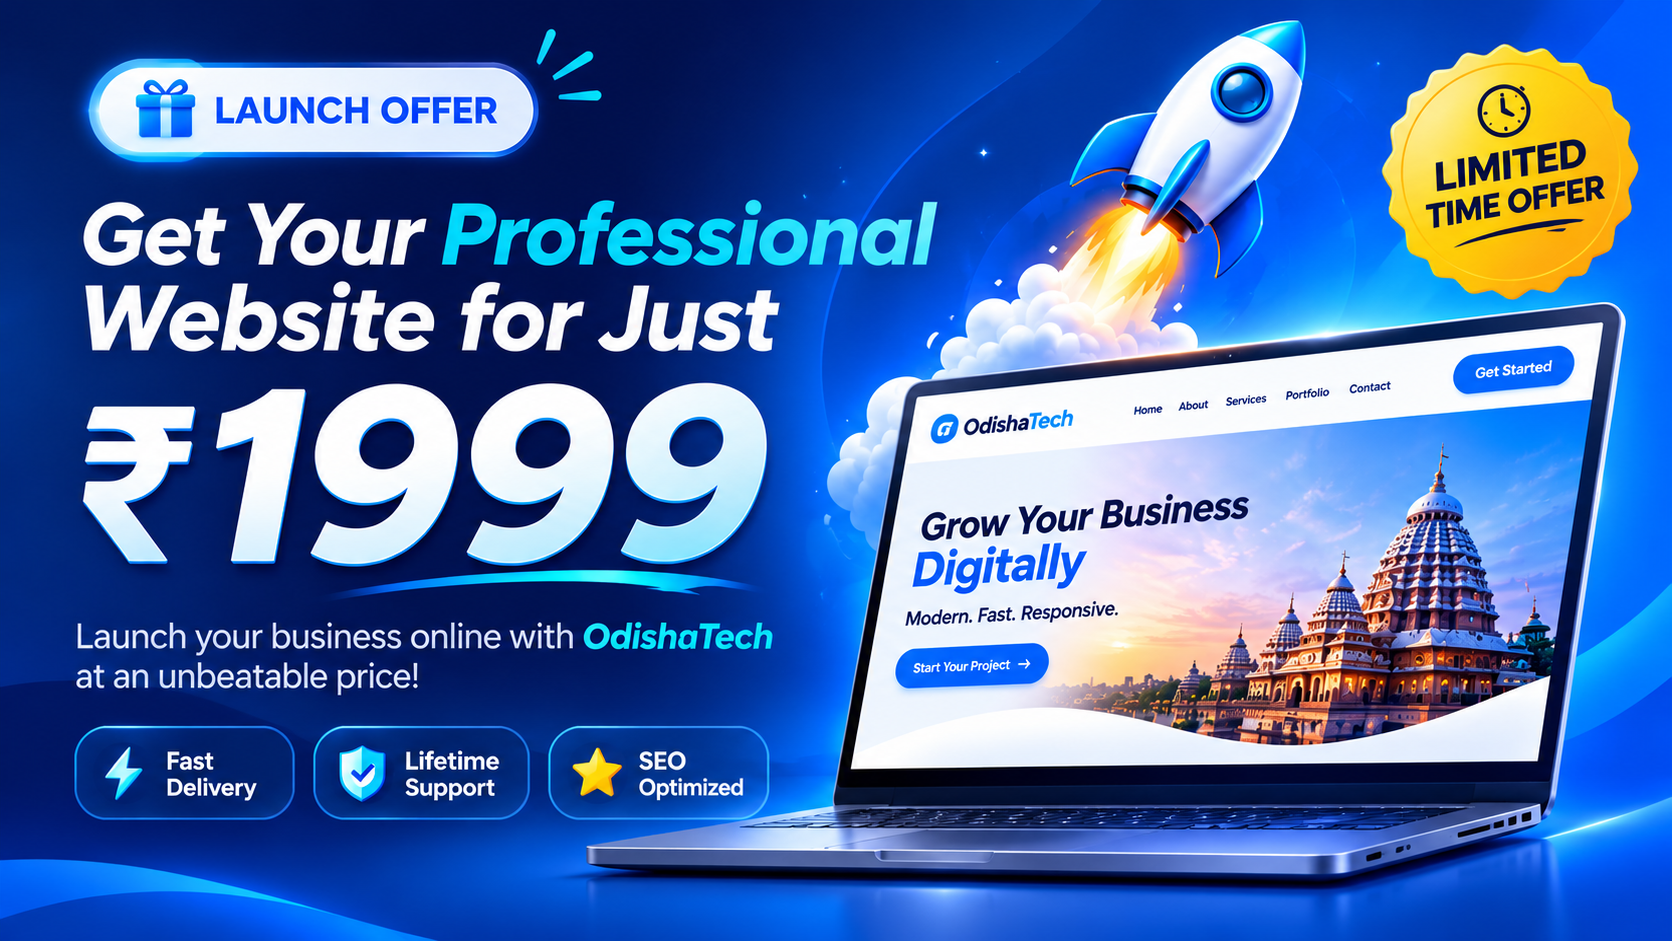 LAUNCH OFFER
Get Your Professional
Website for Just
₹1999
Launch your business online with OdishaTech
at an unbeatable price!
Fast
Delivery
Lifetime
Support
SEO
Optimized
LIMITED
TIME OFFER
OdishaTech
Home About Services Portfolio Contact
Get Started
Grow Your Business
Digitally
Modern. Fast. Responsive.
Start Your Project →